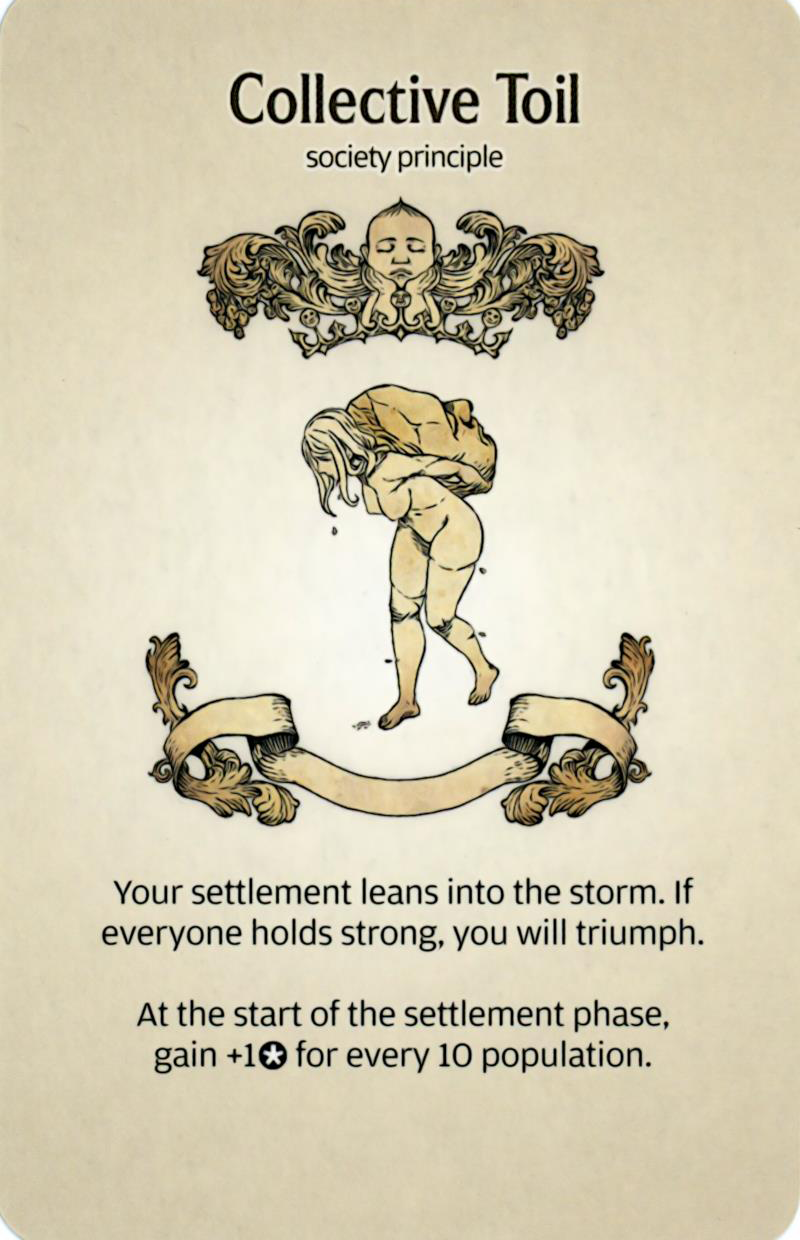 Collective Toil
society principle
Your settlement leans into the storm. If
everyone holds strong, you will triumph.
At the start of the settlement phase,
gain +1✪ for every 10 population.